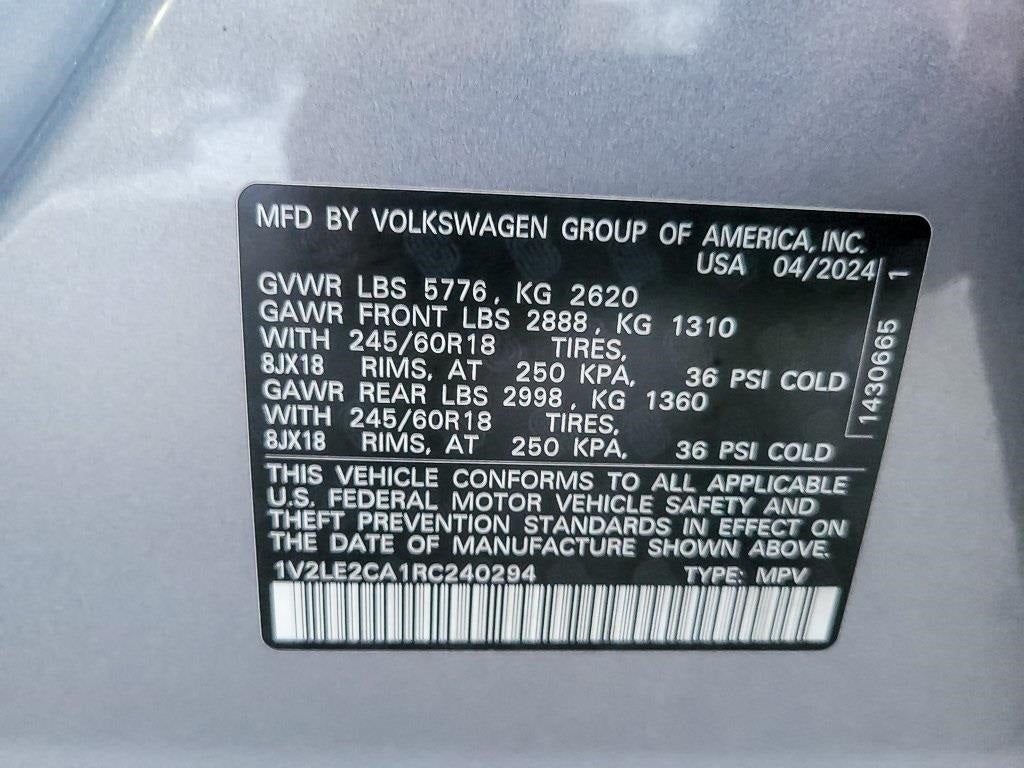 MFD BY VOLKSWAGEN GROUP OF AMERICA, INC.
USA 04/2024
GVWR LBS 5776, KG 2620
GAWR FRONT LBS 2888, KG 1310
WITH 245/60R18 TIRES,
8JX18 RIMS, AT 250 KPA, 36 PSI COLD
GAWR REAR LBS 2998, KG 1360
WITH 245/60R18 TIRES,
8JX18 RIMS, AT 250 KPA, 36 PSI COLD
1430665 1
THIS VEHICLE CONFORMS TO ALL APPLICABLE
U.S. FEDERAL MOTOR VEHICLE SAFETY AND
THEFT PREVENTION STANDARDS IN EFFECT ON
THE DATE OF MANUFACTURE SHOWN ABOVE.
1V2LE2CA1RC240294 TYPE: MPV